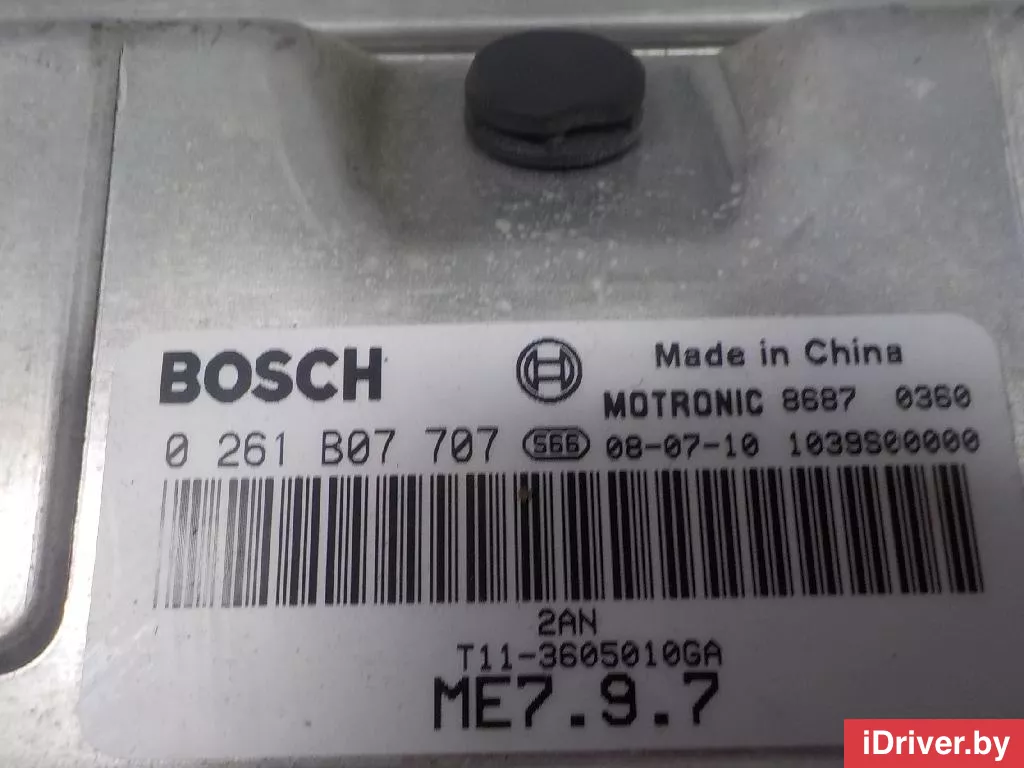 BOSCH
Made in China
MOTRONIC 8687 0360
0 261 B07 707 S66 08-07-10 1039S00000
2AN
T11-3605010GA
ME7.9.7
iDriver.by